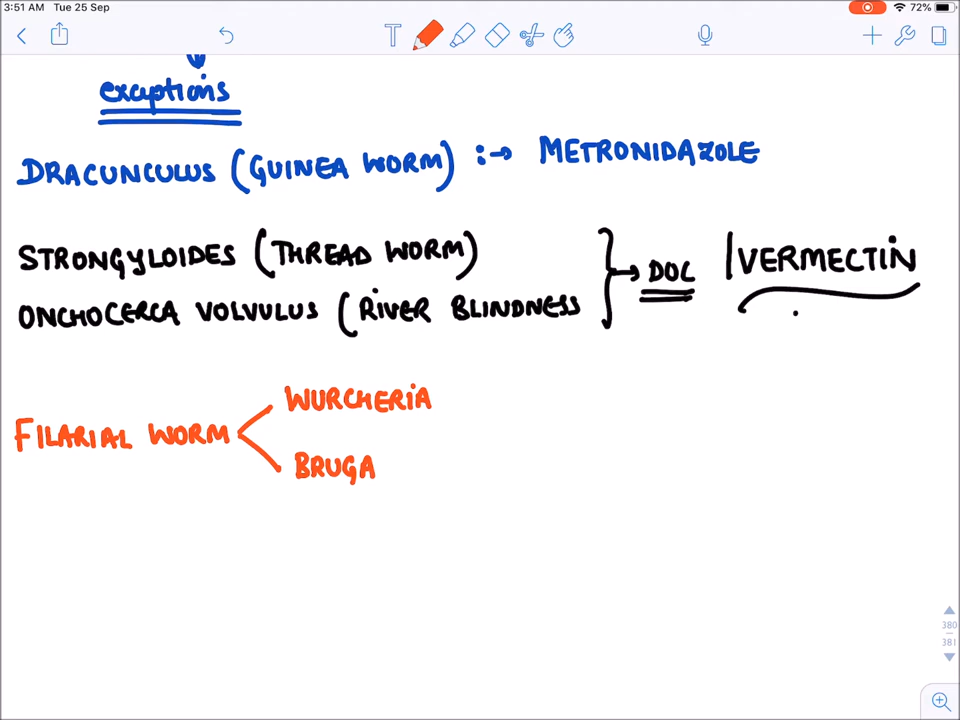 3:51 AM Tue 25 Sep 72%
T
exceptions
DRACUNCULUS (GUINEA WORM) :→ METRONIDAZOLE
STRONGYLOIDES (THREAD WORM)
ONCHOCERCA VOLVULUS (RIVER BLINDNESS
→ DOC IVERMECTIN
FILARIAL WORM
WURCHERIA
BRUGA
380
381